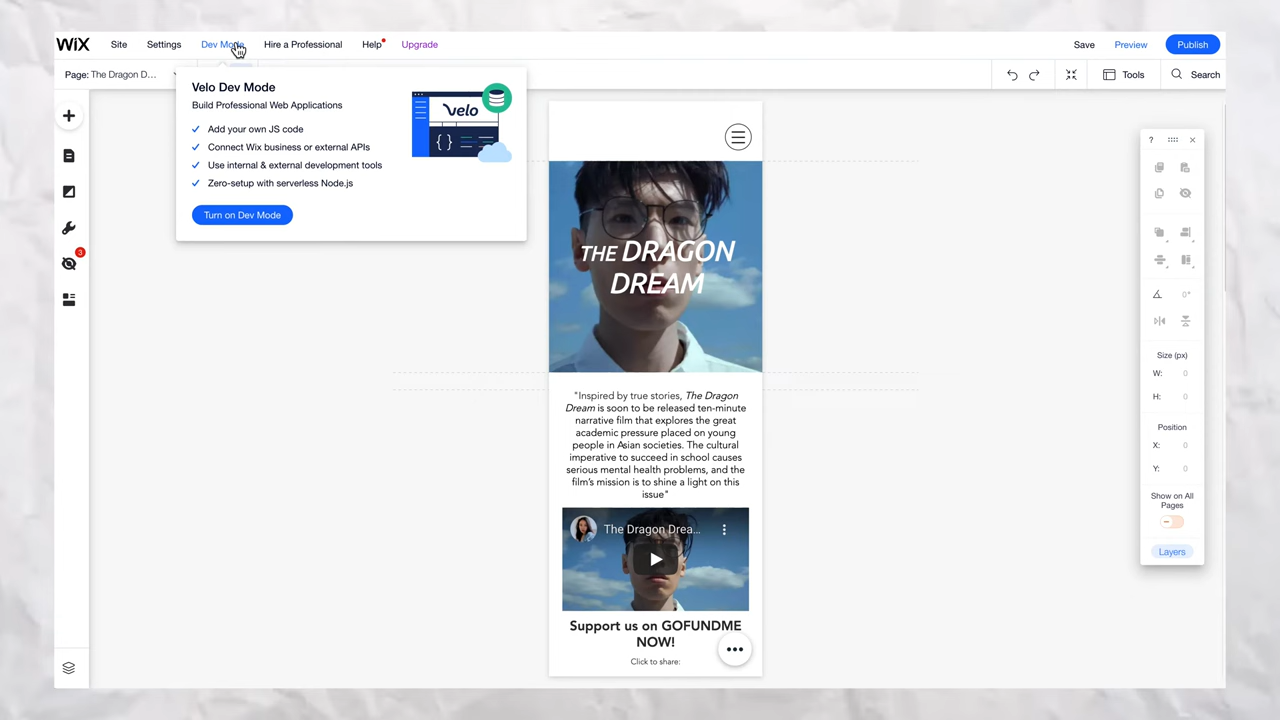 WiX
Site
Settings
Dev Mode
Hire a Professional
Help
Upgrade
Save
Preview
Publish
Page: The Dragon D...
Tools
Search
Velo Dev Mode
Build Professional Web Applications
Add your own JS code
Connect Wix business or external APIs
Use internal & external development tools
Zero-setup with serverless Node.js
Turn on Dev Mode
velo
{ }
3
THE DRAGON
DREAM
"Inspired by true stories, The Dragon
Dream is soon to be released ten-minute
narrative film that explores the great
academic pressure placed on young
people in Asian societies. The cultural
imperative to succeed in school causes
serious mental health problems, and the
film's mission is to shine a light on this
issue"
The Dragon Drea...
Support us on GOFUNDME
NOW!
Click to share:
?
0°
Size (px)
W: 0
H: 0
Position
X: 0
Y: 0
Show on All
Pages
Layers